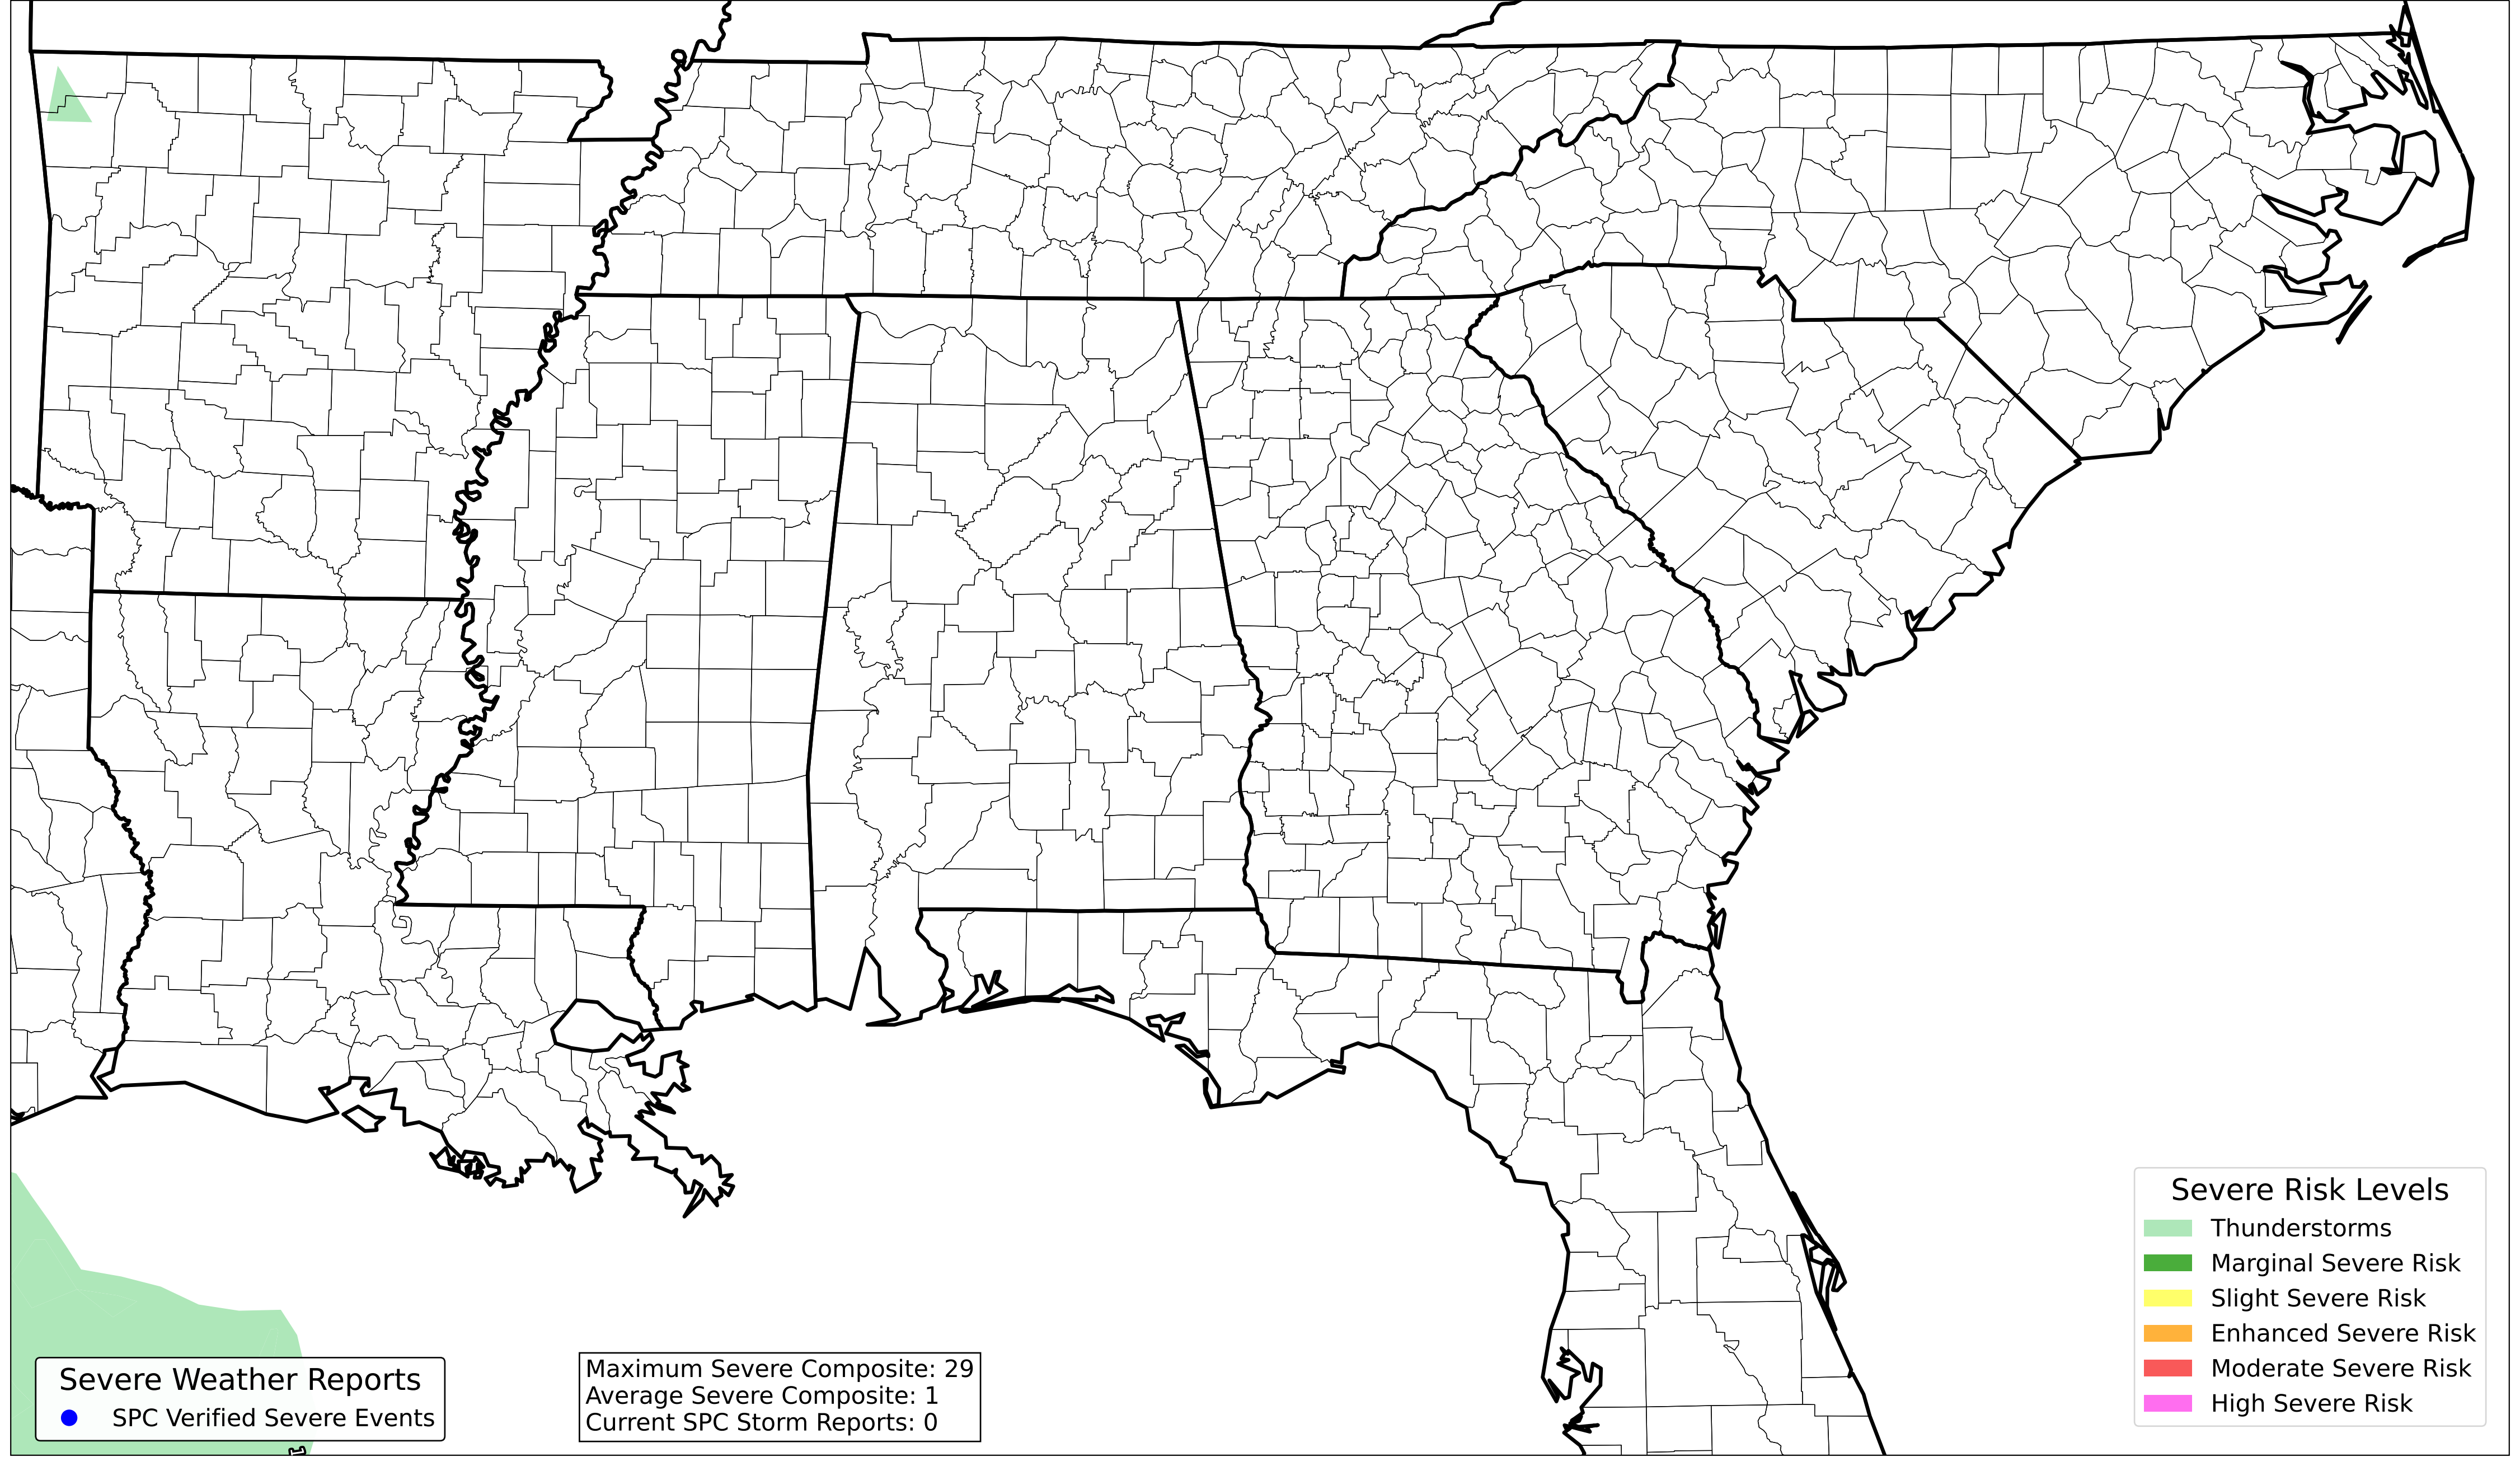 Severe Risk Levels
Thunderstorms
Marginal Severe Risk
Slight Severe Risk
Enhanced Severe Risk
Moderate Severe Risk
High Severe Risk
Severe Weather Reports
SPC Verified Severe Events
Maximum Severe Composite: 29
Average Severe Composite: 1
Current SPC Storm Reports: 0